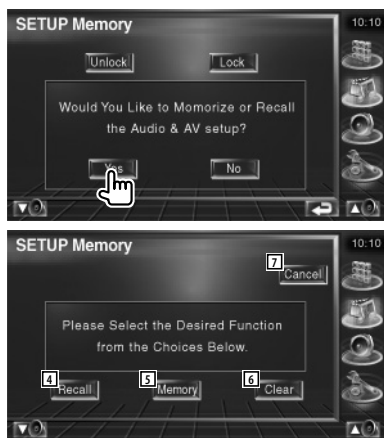 SETUP Memory 10:10
Unlock Lock
Would You Like to Momorize or Recall
the Audio & AV setup?
Yes No
SETUP Memory 10:10
7
Cancel
Please Select the Desired Function
from the Choices Below.
4 5 6
Recall Memory Clear